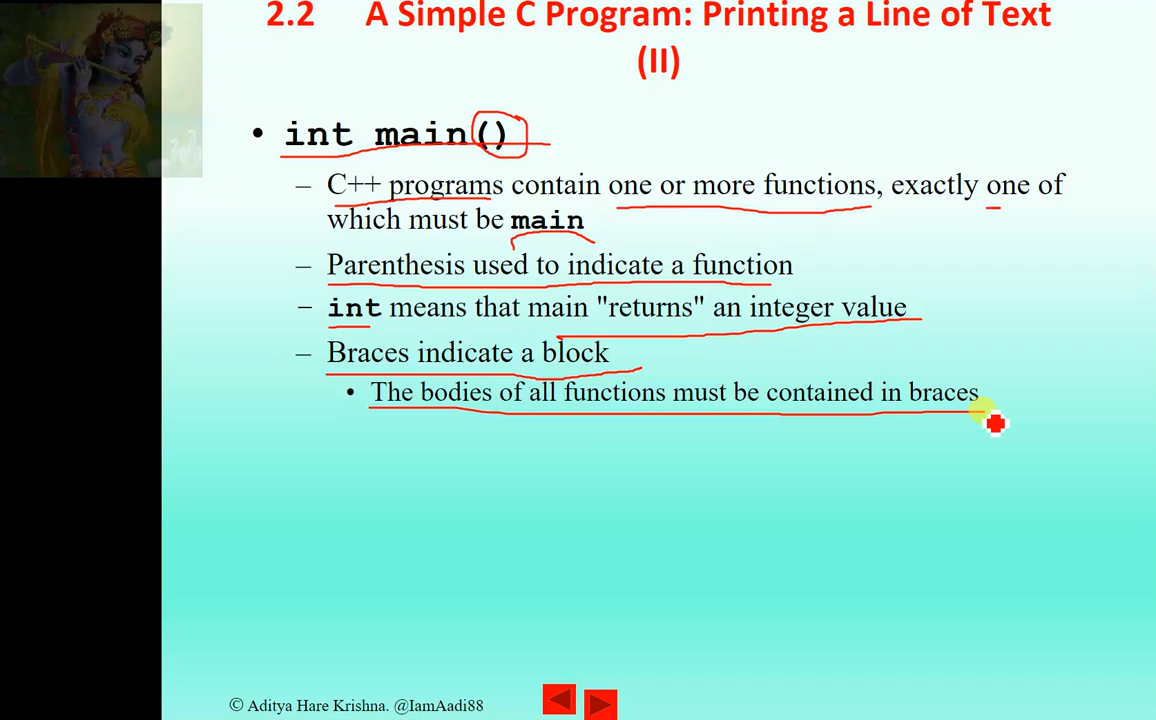 2.2 A Simple C Program: Printing a Line of Text
(II)
• int main()
– C++ programs contain one or more functions, exactly one of
which must be main
– Parenthesis used to indicate a function
– int means that main "returns" an integer value
– Braces indicate a block
• The bodies of all functions must be contained in braces
© Aditya Hare Krishna. @IamAadi88